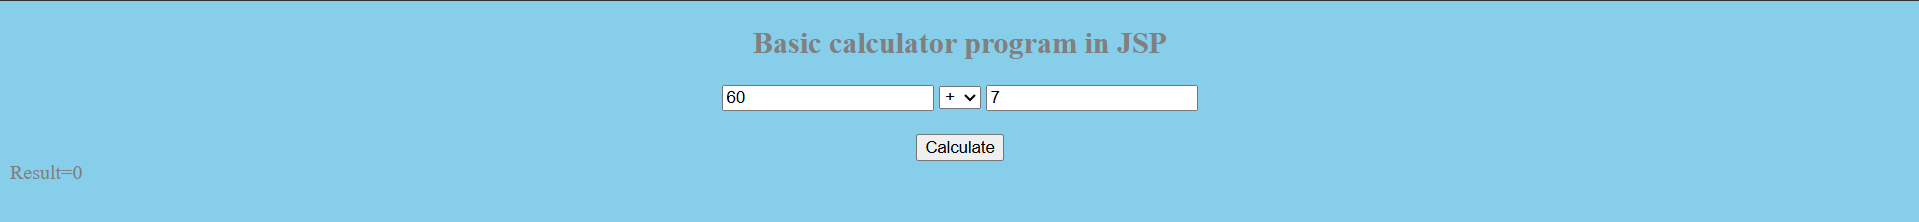 Basic calculator program in JSP
60 + 7
Calculate
Result=0